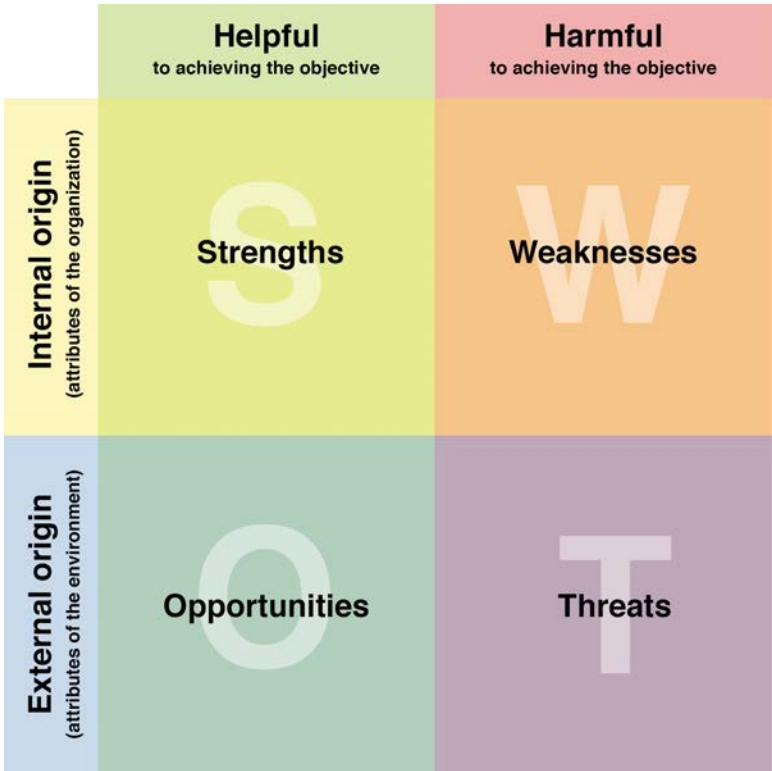 Helpful
to achieving the objective
Harmful
to achieving the objective
Internal origin
(attributes of the organization)
S
Strengths
W
Weaknesses
External origin
(attributes of the environment)
O
Opportunities
T
Threats